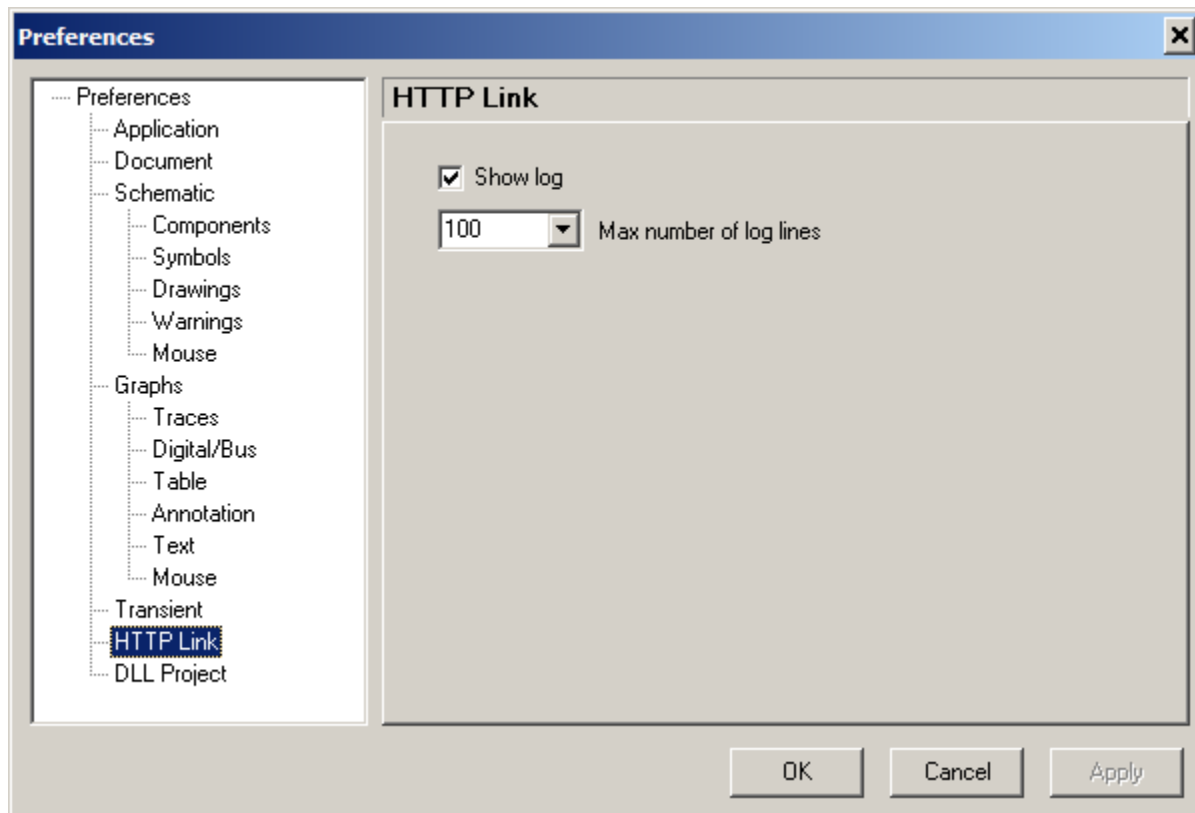 Preferences
Preferences
Application
Document
Schematic
Components
Symbols
Drawings
Warnings
Mouse
Graphs
Traces
Digital/Bus
Table
Annotation
Text
Mouse
Transient
HTTP Link
DLL Project
HTTP Link
Show log
100 Max number of log lines
OK Cancel Apply